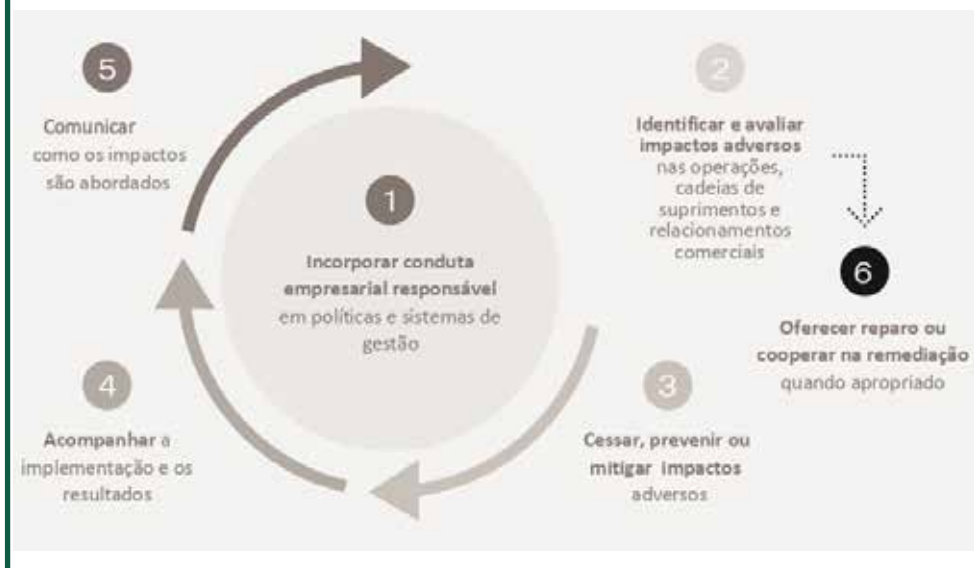 1
Incorporar conduta
empresarial responsável
em políticas e sistemas de
gestão
2
Identificar e avaliar
impactos adversos
nas operações,
cadeias de
suprimentos e
relacionamentos
comerciais
3
Cessar, prevenir ou
mitigar impactos
adversos
4
Acompanhar a
implementação e os
resultados
5
Comunicar
como os impactos
são abordados
6
Oferecer reparo ou
cooperar na remediação
quando apropriado